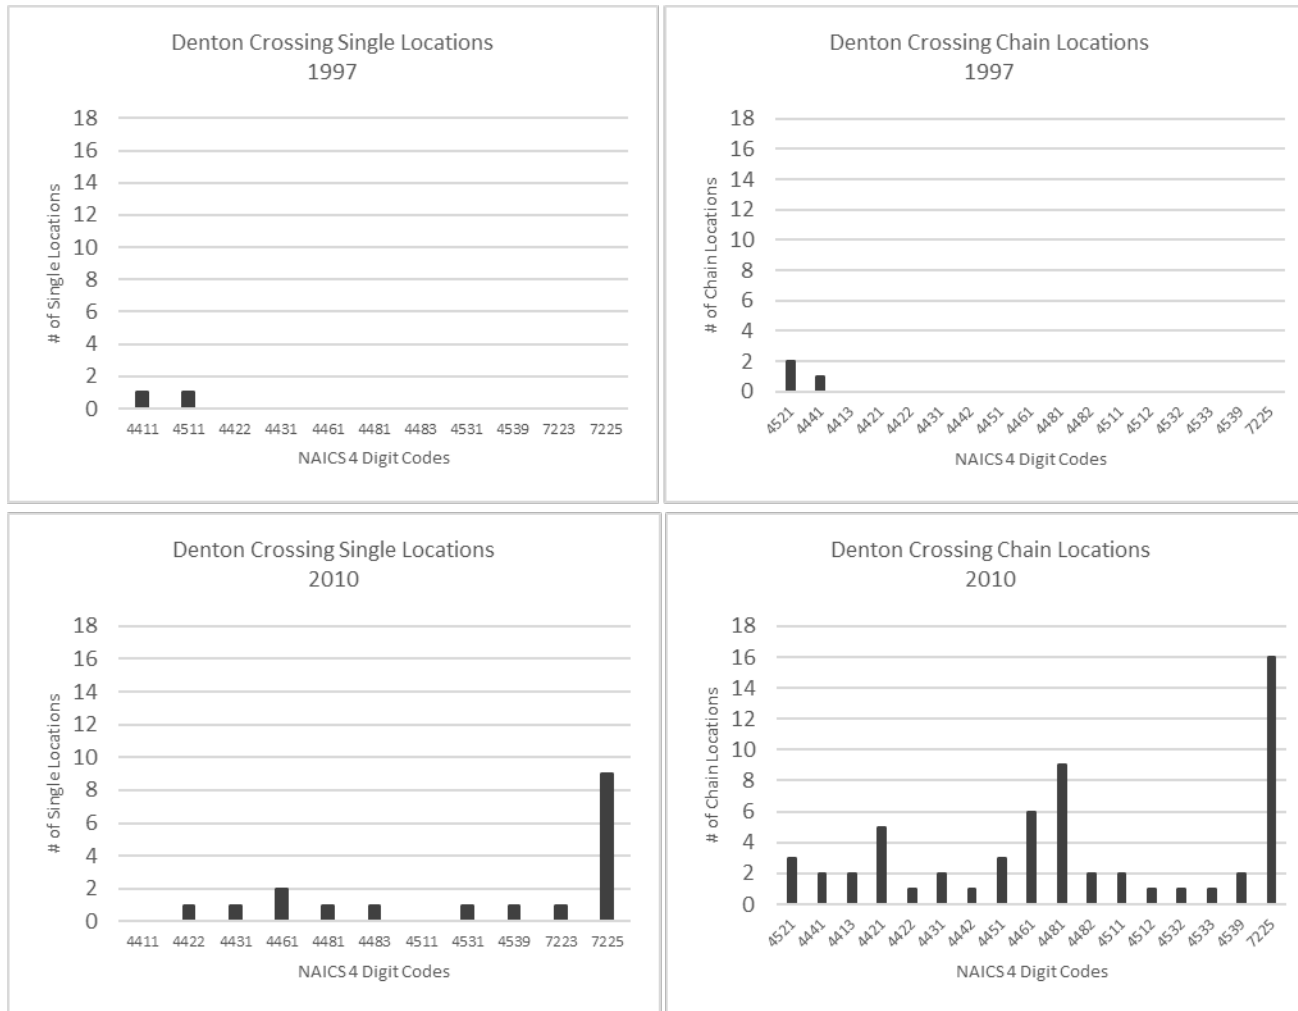 Denton Crossing Single Locations
1997
18
16
14
12
10
8
6
4
2
0
# of Single Locations
4411 4511 4422 4431 4461 4481 4483 4531 4539 7223 7225
NAICS 4 Digit Codes
Denton Crossing Chain Locations
1997
18
16
14
12
10
8
6
4
2
0
# of Chain Locations
4521 4441 4413 4421 4422 4431 4442 4451 4461 4481 4482 4511 4512 4532 4533 4539 7225
NAICS 4 Digit Codes
Denton Crossing Single Locations
2010
18
16
14
12
10
8
6
4
2
0
# of Single Locations
4411 4422 4431 4461 4481 4483 4511 4531 4539 7223 7225
NAICS 4 Digit Codes
Denton Crossing Chain Locations
2010
18
16
14
12
10
8
6
4
2
0
# of Chain Locations
4521 4441 4413 4421 4422 4431 4442 4451 4461 4481 4482 4511 4512 4532 4533 4539 7225
NAICS 4 Digit Codes